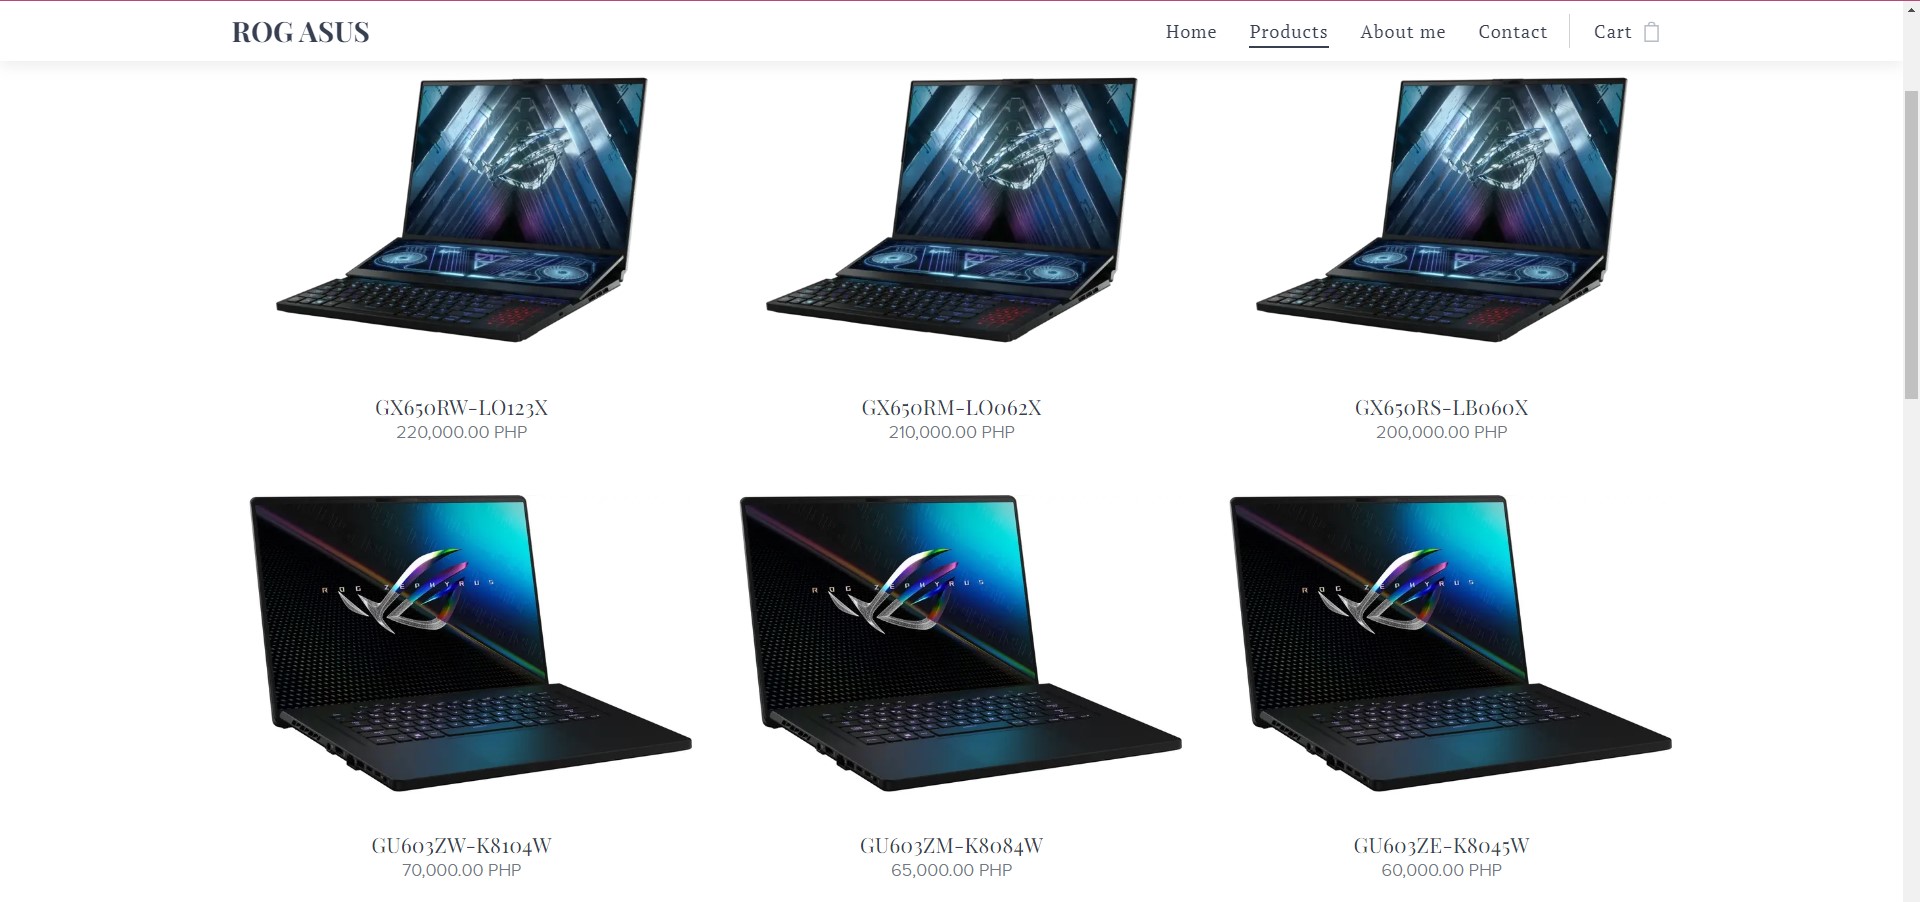 ROG ASUS
Home Products About me Contact Cart
GX650RW-LO123X GX650RM-LO062X GX650RS-LB060X
220,000.00 PHP 210,000.00 PHP 200,000.00 PHP
ROG ZEPHYRUS ROG ZEPHYRUS ROG ZEPHYRUS
GU603ZW-K8104W GU603ZM-K8084W GU603ZE-K8045W
70,000.00 PHP 65,000.00 PHP 60,000.00 PHP